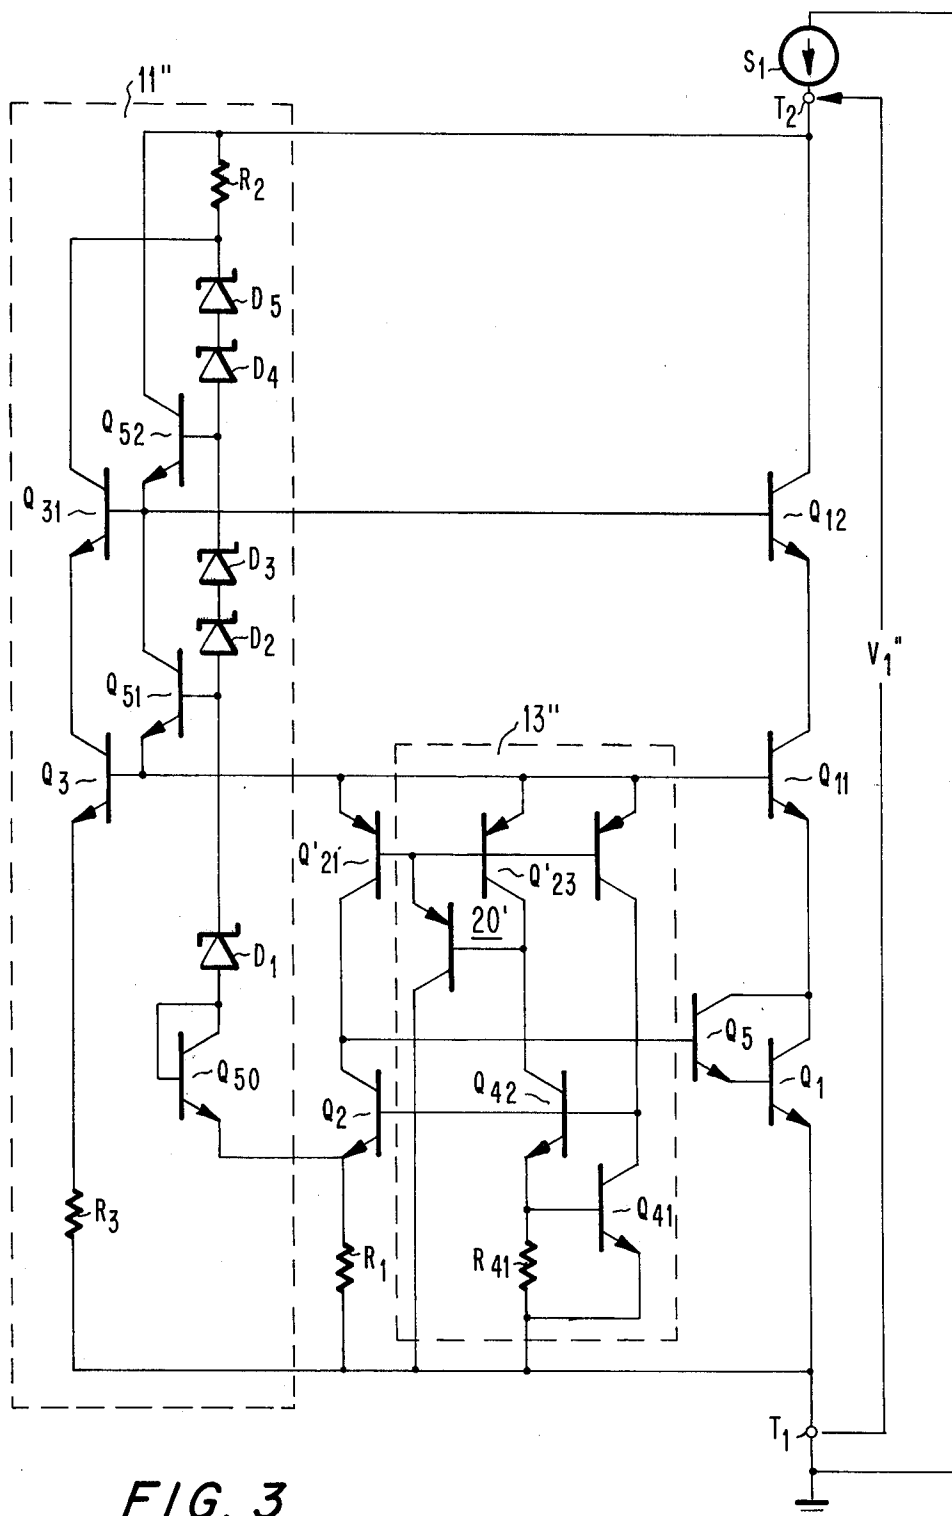 11"
S1
T2
R2
D5
D4
Q52
Q31
Q12
D3
D2
V1"
Q51
13"
Q3
Q11
Q'21
Q'23
20'
D1
Q5
Q50
Q42
Q1
Q2
R3
Q41
R1
R41
T1
FIG. 3